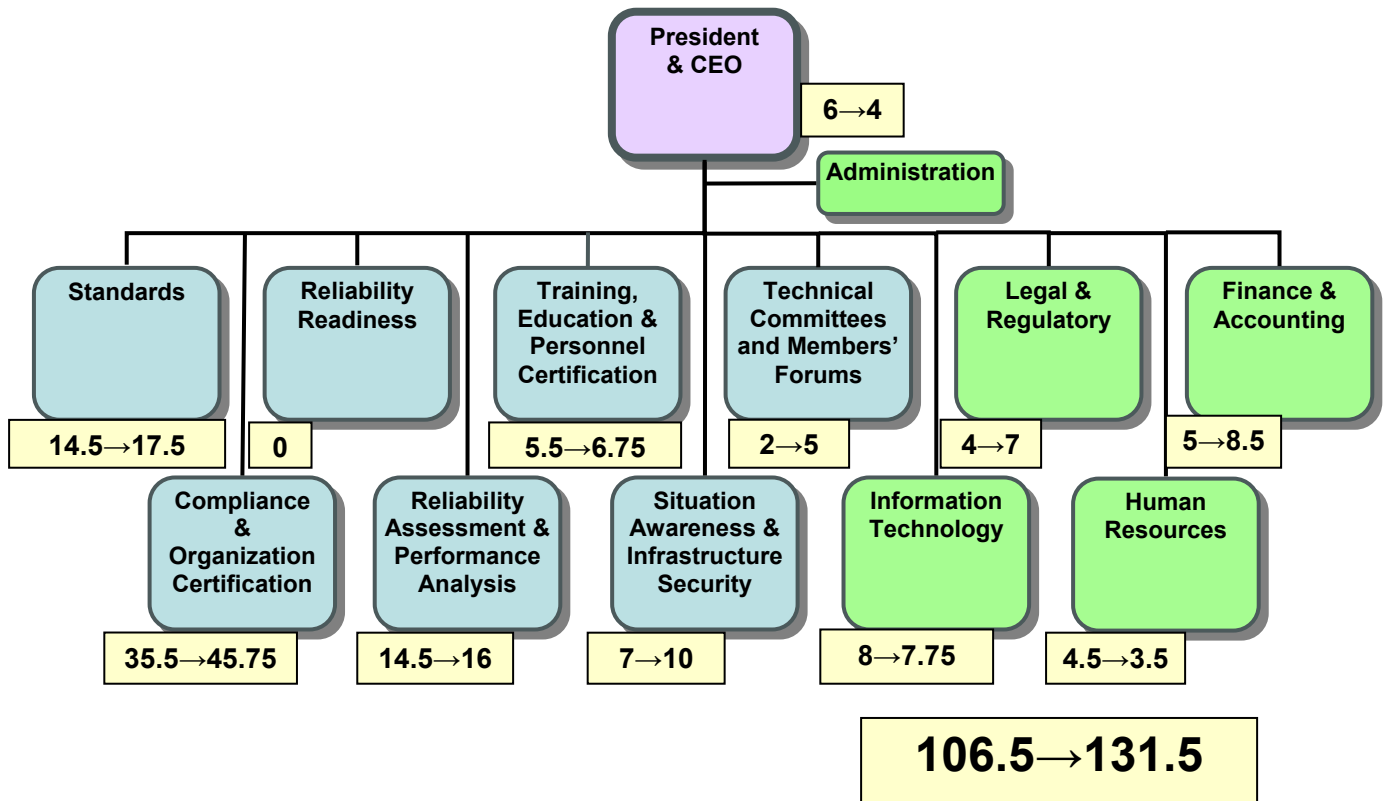 President
& CEO
6→4
Administration
Standards
14.5→17.5
Reliability
Readiness
0
Training,
Education &
Personnel
Certification
5.5→6.75
Technical
Committees
and Members’
Forums
2→5
Legal &
Regulatory
4→7
Finance &
Accounting
5→8.5
Compliance
&
Organization
Certification
35.5→45.75
Reliability
Assessment &
Performance
Analysis
14.5→16
Situation
Awareness &
Infrastructure
Security
7→10
Information
Technology
8→7.75
Human
Resources
4.5→3.5
106.5→131.5